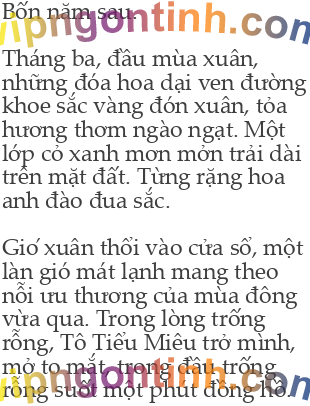 Bốn năm sau.
vipngontinh.com
Tháng ba, đầu mùa xuân,
những đóa hoa dại ven đường
khoe sắc vàng đón xuân, tỏa
hương thơm ngào ngạt. Một
lớp cỏ xanh mơn mởn trải dài
trên mặt đất. Từng rặng hoa
anh đào đua sắc.
Gió xuân thổi vào cửa sổ, một
làn gió mát lạnh mang theo
nỗi ưu thương của mùa đông
vừa qua. Trong lòng trống
rỗng, Tô Tiểu Miêu trở mình,
mở to mắt, trong đầu trống
rỗng suốt một phút đồng hồ.
vipngontinh.com